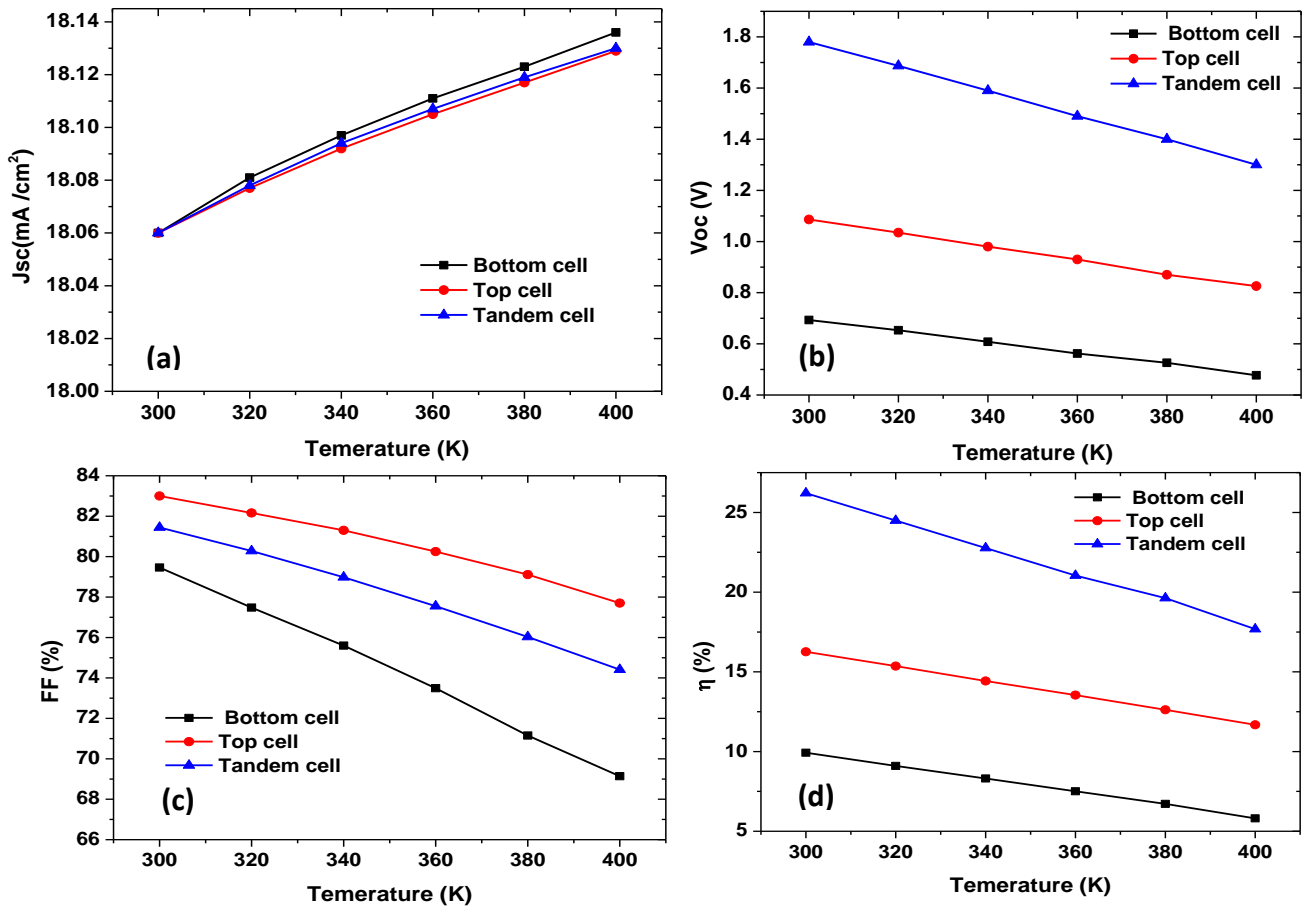 18.14
18.12
18.10
18.08
18.06
18.04
18.02
18.00
Jsc(mA /cm²)
Bottom cell
Top cell
Tandem cell
(a)
300 320 340 360 380 400
Temerature (K)
1.8
1.6
1.4
1.2
1.0
0.8
0.6
0.4
Voc (V)
Bottom cell
Top cell
Tandem cell
(b)
300 320 340 360 380 400
Temerature (K)
84
82
80
78
76
74
72
70
68
66
FF (%)
Bottom cell
Top cell
Tandem cell
(c)
300 320 340 360 380 400
Temerature (K)
25
20
15
10
5
η (%)
Bottom cell
Top cell
Tandem cell
(d)
300 320 340 360 380 400
Temerature (K)